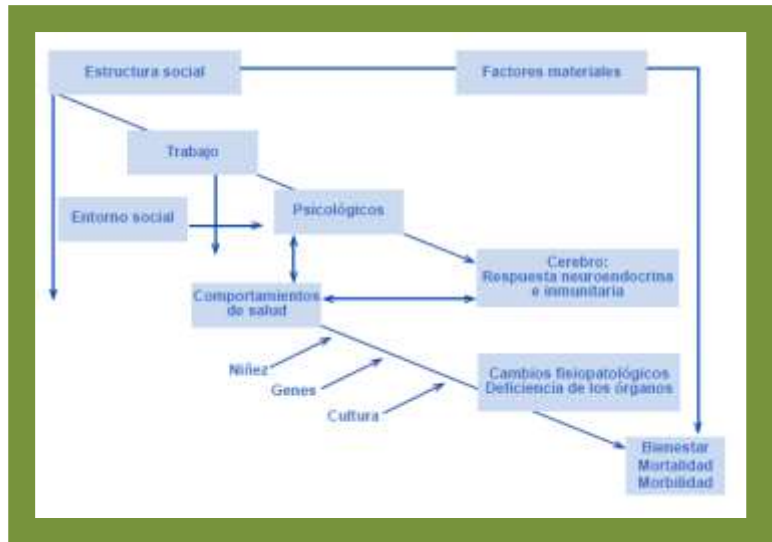 Estructura social
Factores materiales
Trabajo
Entorno social
Psicológicos
Cerebro:
Respuesta neuroendocrina
e inmunitaria
Comportamientos
de salud
Niñez
Genes
Cultura
Cambios fisiopatológicos
Deficiencia de los órganos
Bienestar
Mortalidad
Morbilidad